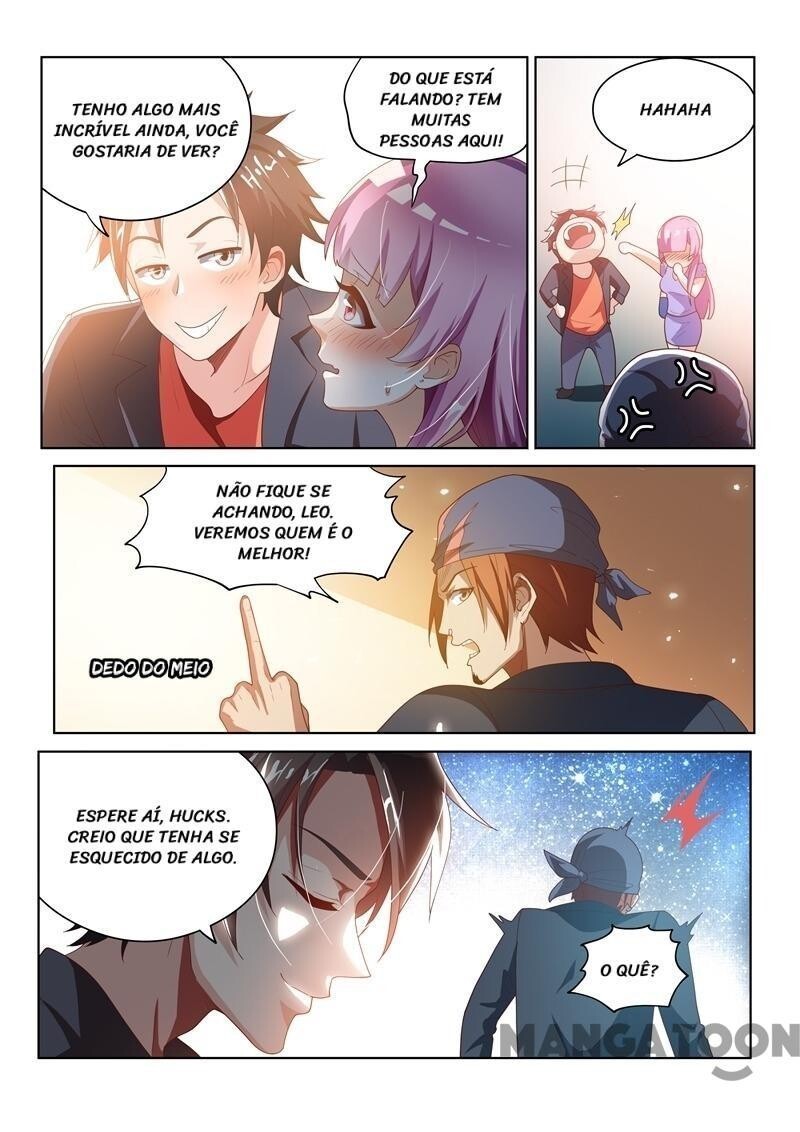 TENHO ALGO MAIS
INCRÍVEL AINDA, VOCÊ
GOSTARIA DE VER?
DO QUE ESTÁ
FALANDO? TEM
MUITAS
PESSOAS AQUI!
HAHAHA
NÃO FIQUE SE
ACHANDO, LEO.
VEREMOS QUEM É O
MELHOR!
DEDO DO MEIO
ESPERE AÍ, HUCKS.
CREIO QUE TENHA SE
ESQUECIDO DE ALGO.
O QUÊ?
MANGATOON